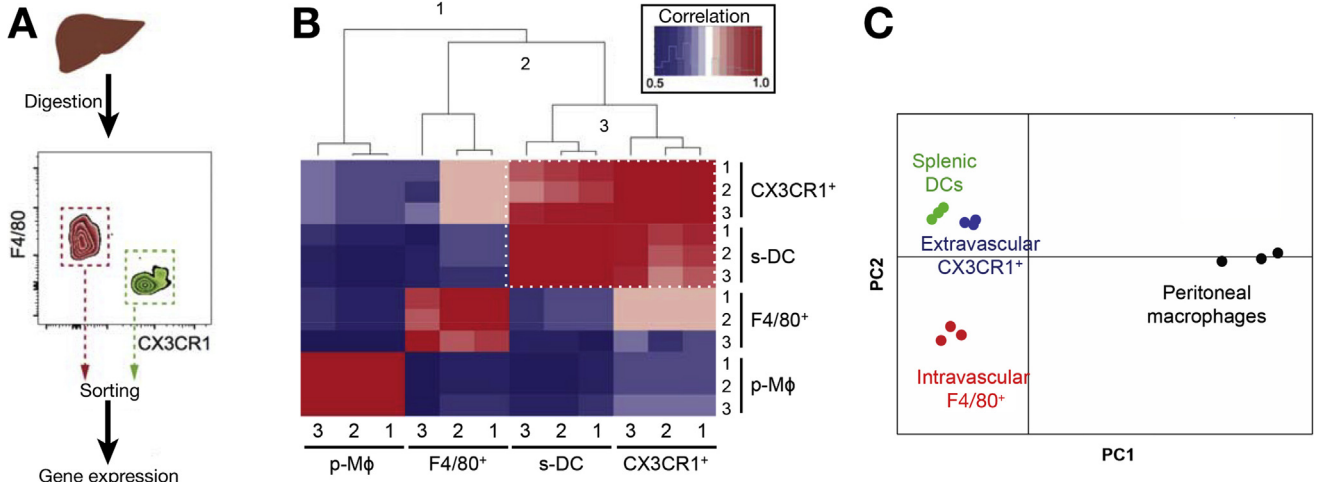 A
Digestion
F4/80
CX3CR1
Sorting
Gene expression
B
1
2
3
Correlation
0.5
1.0
1
2
3
CX3CR1+
1
2
3
s-DC
1
2
3
F4/80+
1
2
3
p-Mϕ
3 2 1 3 2 1 3 2 1 3 2 1
p-Mϕ F4/80+ s-DC CX3CR1+
C
Splenic
DCs
Extravascular
CX3CR1+
Peritoneal
macrophages
Intravascular
F4/80+
PC2
PC1